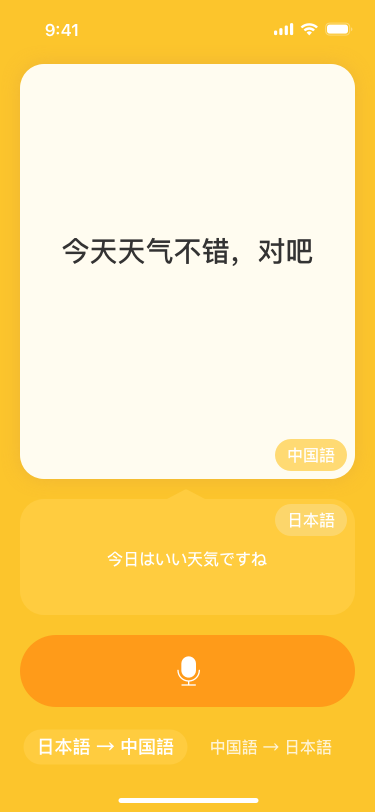 9:41
今天天气不错，对吧
中国語
日本語
今日はいい天気ですね
日本語 → 中国語
中国語 → 日本語